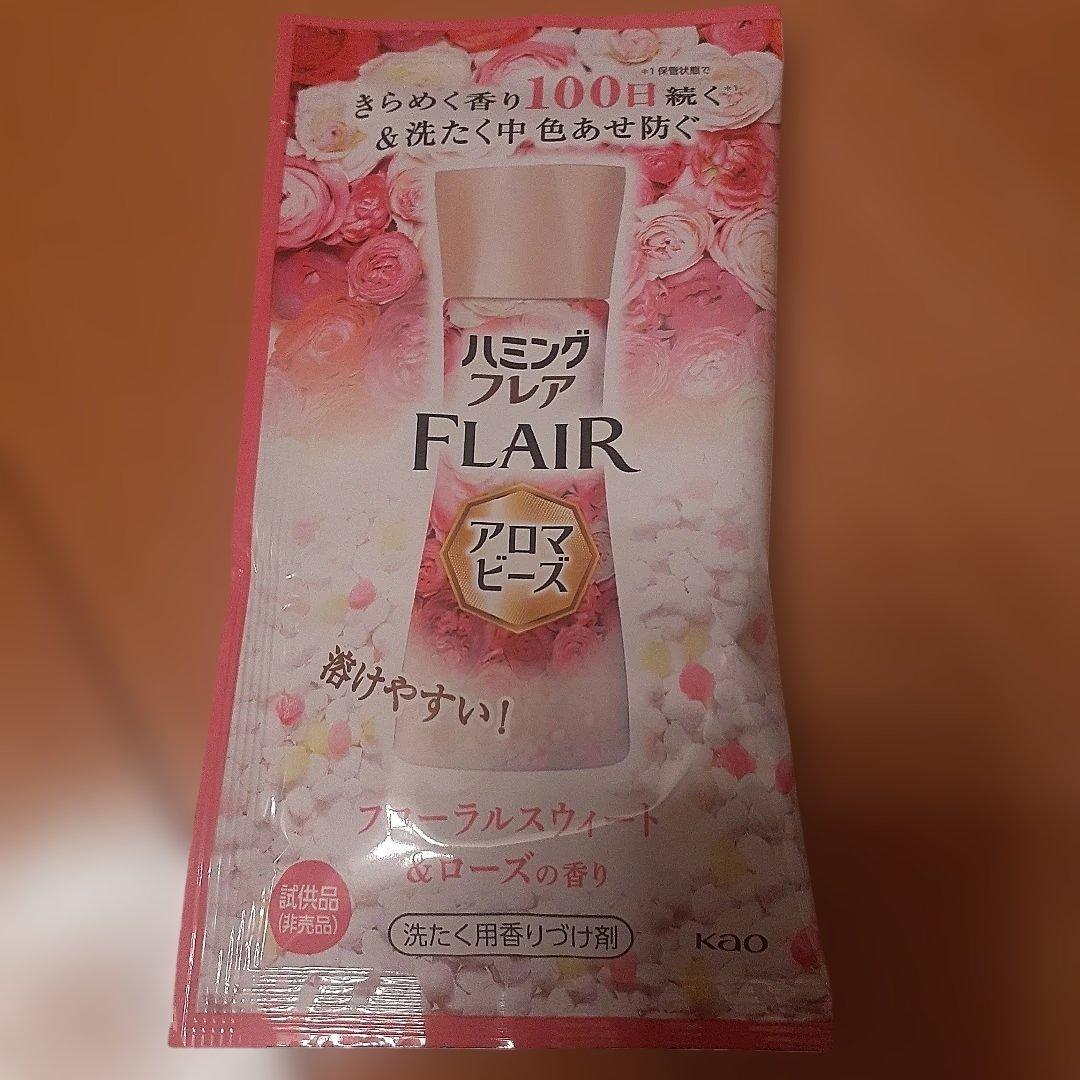 *1 保管状態で
きらめく香り100日続く*1
&洗たく中 色あせ防ぐ
ハミング
フレア
FLAIR
アロマ
ビーズ
溶けやすい!
フローラルスウィート
&ローズの香り
試供品
(非売品)
洗たく用香りづけ剤
Kao